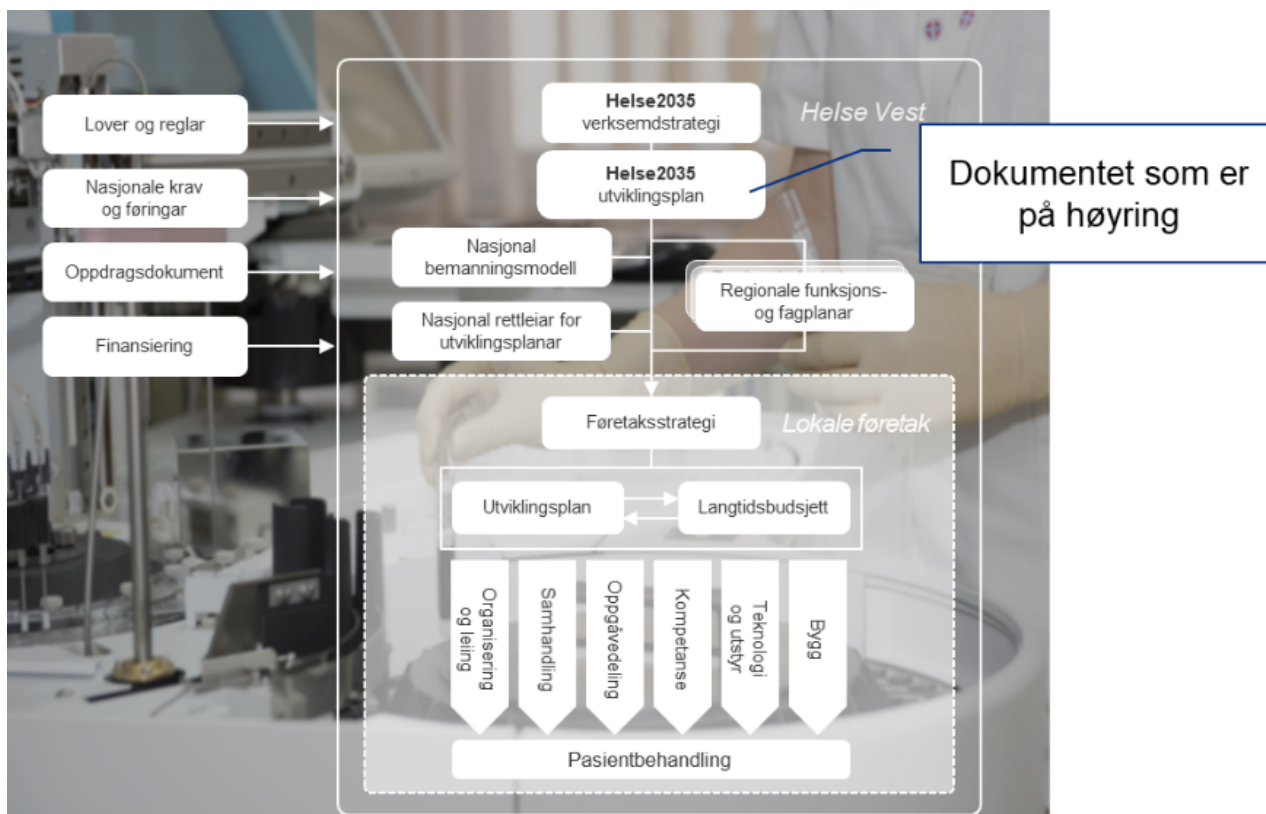 Lover og reglar
Nasjonale krav
og føringar
Oppdragsdokument
Finansiering
Helse2035
verksemdstrategi
Helse Vest
Helse2035
utviklingsplan
Dokumentet som er
på høyring
Nasjonal
bemanningsmodell
Regionale funksjons-
og fagplanar
Nasjonal rettleiar for
utviklingsplanar
Føretaksstrategi
Lokale føretak
Utviklingsplan
Langtidsbudsjett
Organisering
og leiing
Samhandling
Oppgåvedeling
Kompetanse
Teknologi
og utstyr
Bygg
Pasientbehandling